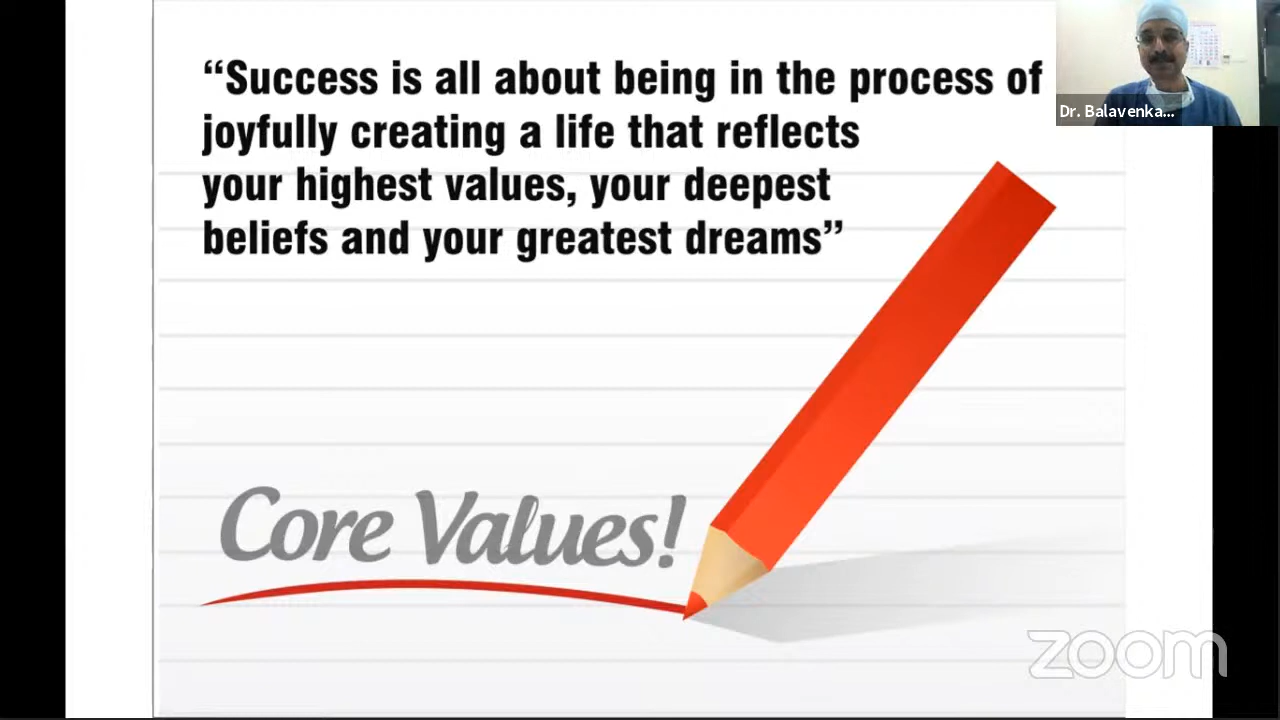 “Success is all about being in the process of
joyfully creating a life that reflects
your highest values, your deepest
beliefs and your greatest dreams”
Dr. Balavenka...
Core Values!
zoom